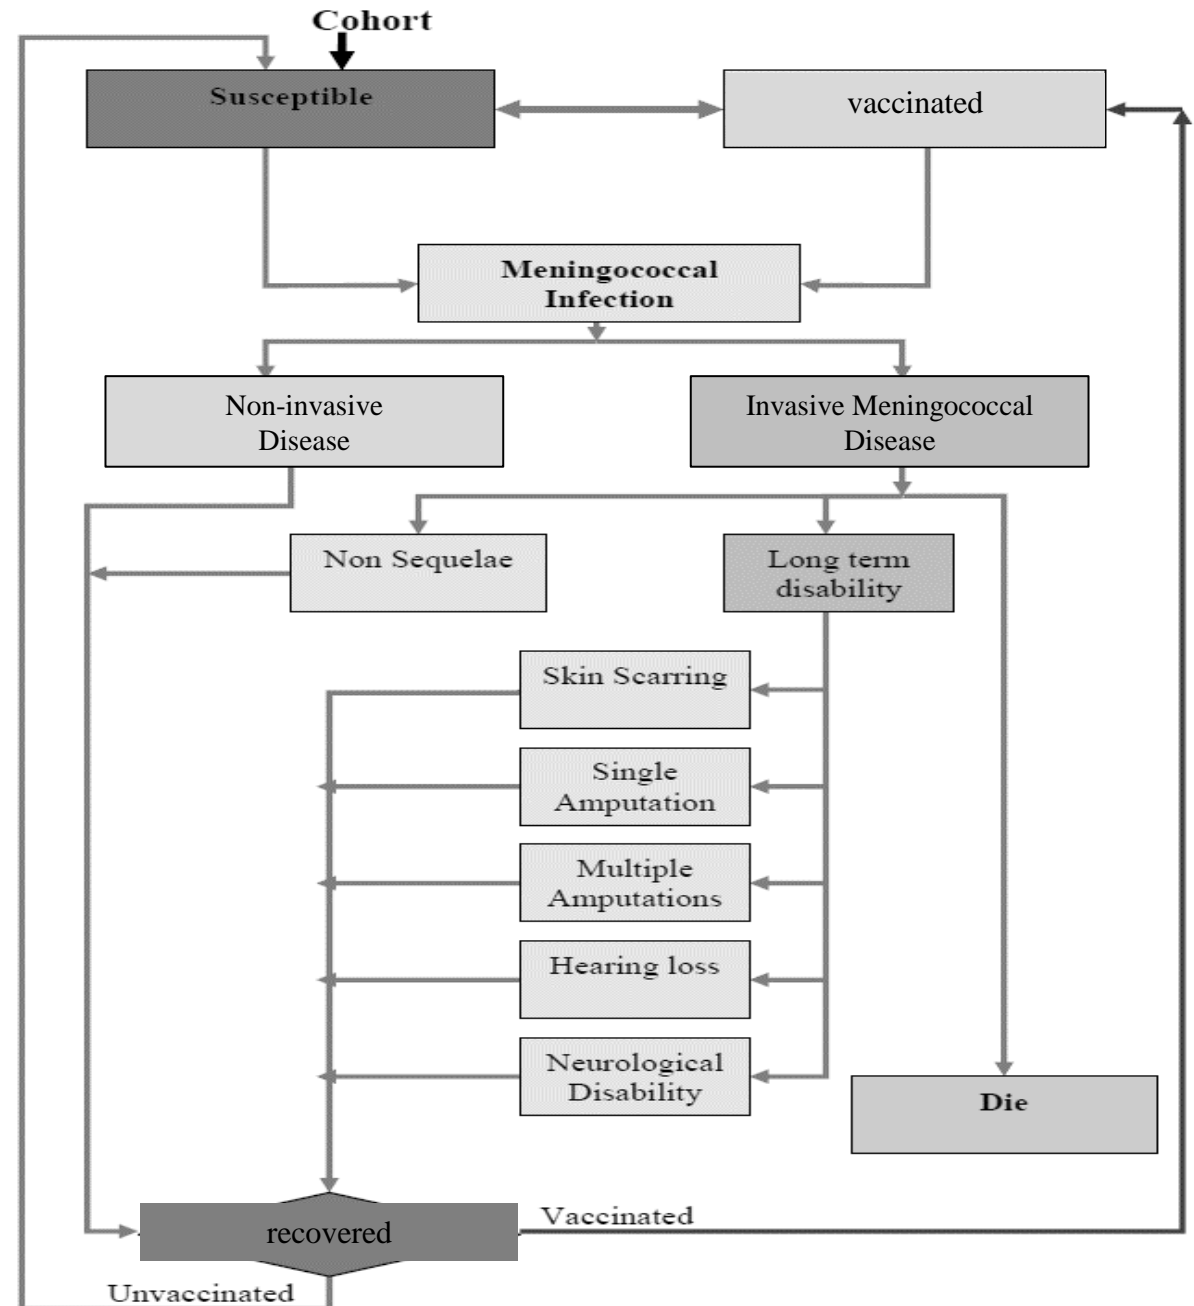 Cohort
Susceptible
vaccinated
Meningococcal
Infection
Non-invasive
Disease
Invasive Meningococcal
Disease
Non Sequelae
Long term
disability
Skin Scarring
Single
Amputation
Multiple
Amputations
Hearing loss
Neurological
Disability
Die
recovered
Vaccinated
Unvaccinated